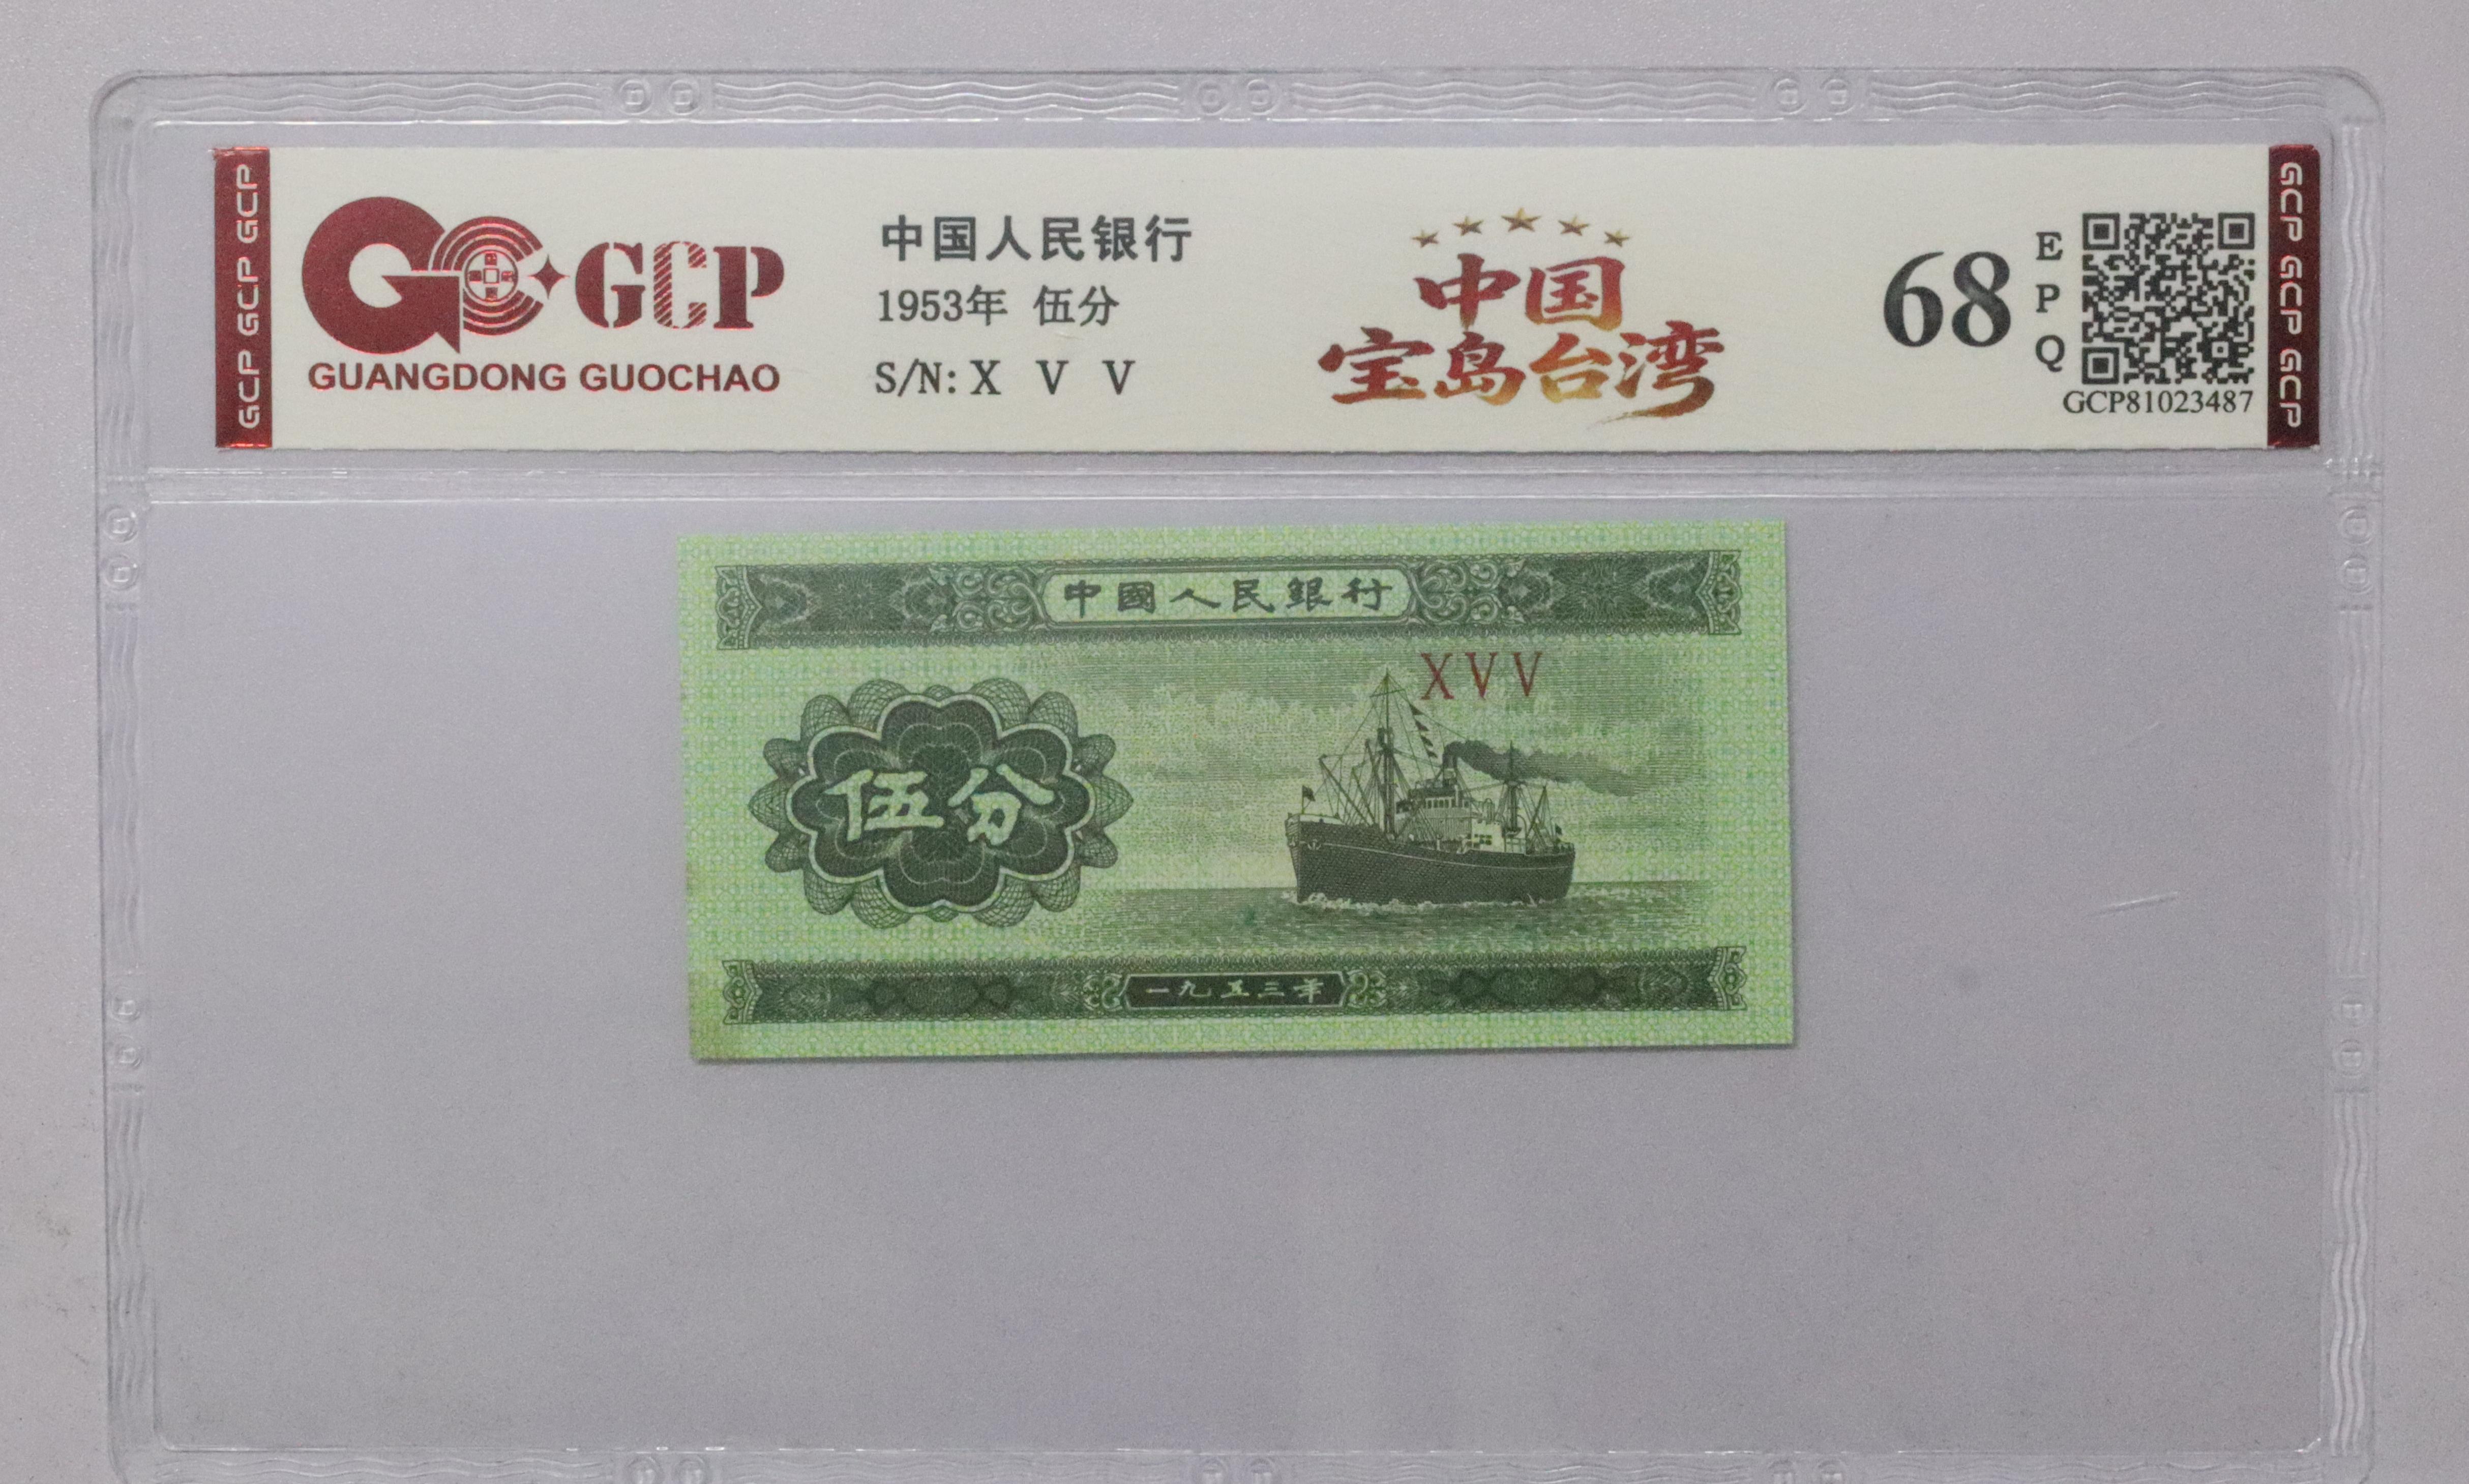 GCP GCP GCP
GCP
GUANGDONG GUOCHAO
中国人民银行
1953年 伍分
S/N: X V V
中国
宝岛台湾
68
E
P
Q
GCP81023487
GCP GCP GCP
中國人民銀行
XVV
伍分
一九五三年